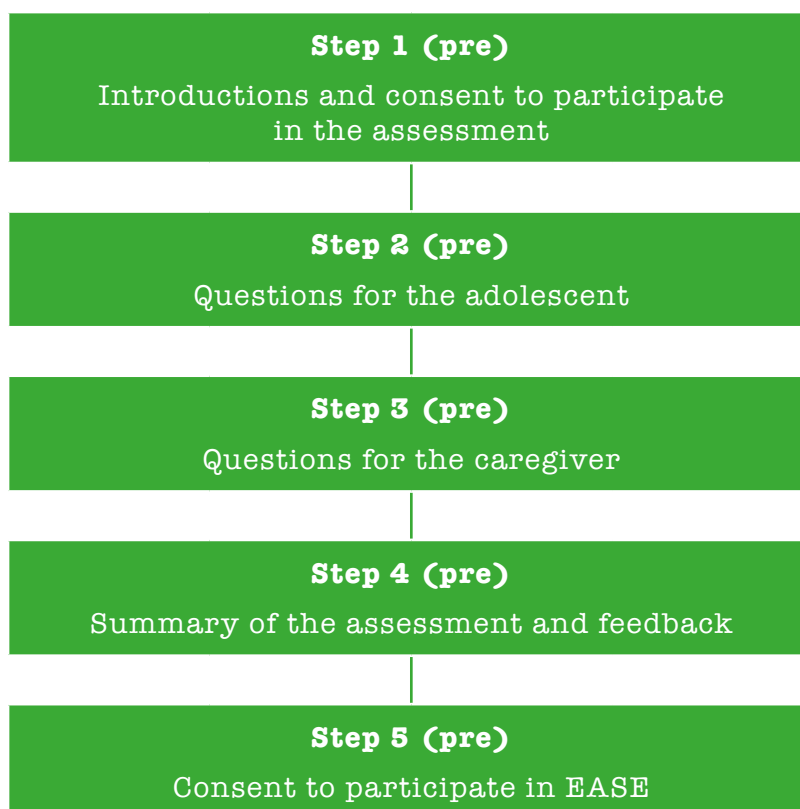 Step 1 (pre)
Introductions and consent to participate
in the assessment
Step 2 (pre)
Questions for the adolescent
Step 3 (pre)
Questions for the caregiver
Step 4 (pre)
Summary of the assessment and feedback
Step 5 (pre)
Consent to participate in EASE